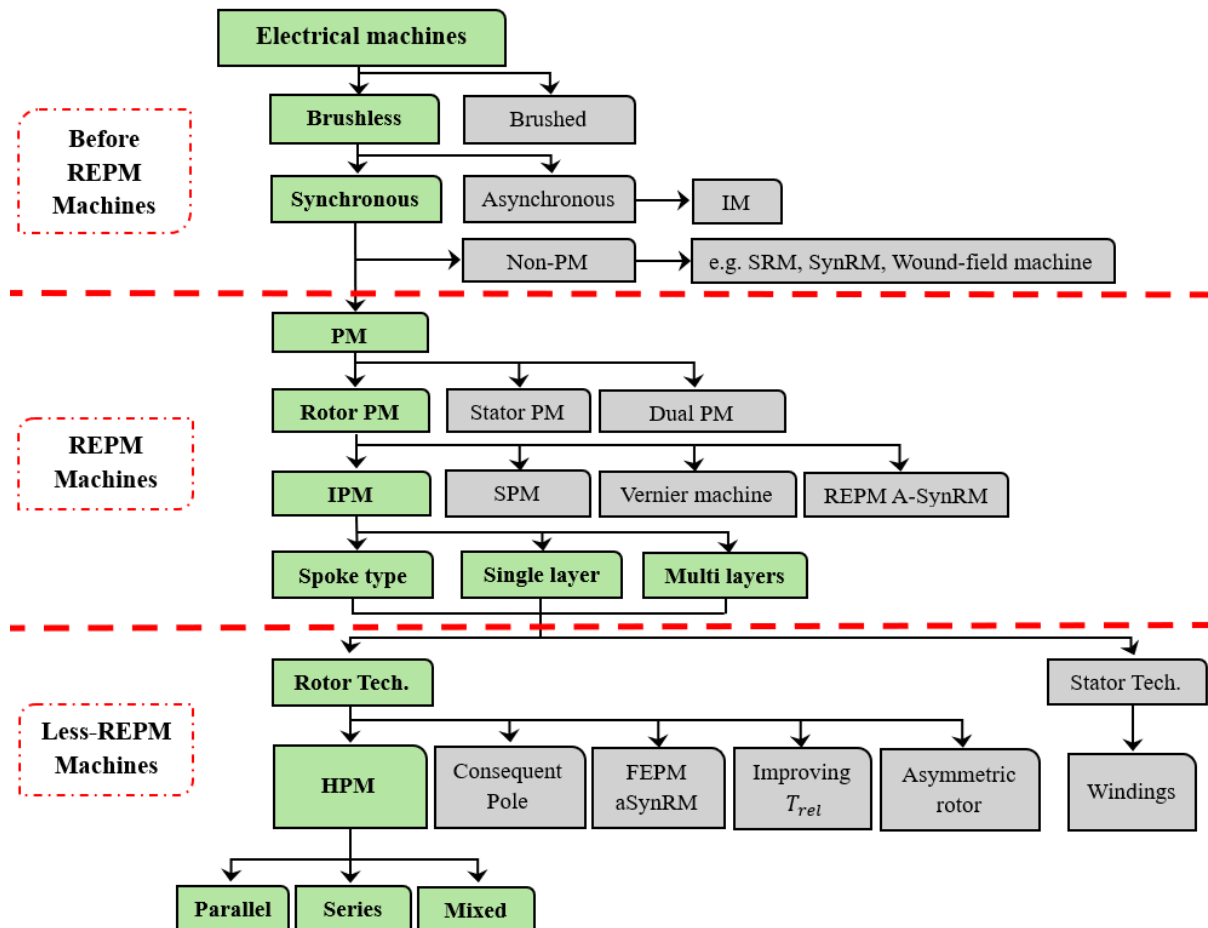 Electrical machines
Brushless
Brushed
Before
REPM
Machines
Synchronous
Asynchronous
IM
Non-PM
e.g. SRM, SynRM, Wound-field machine
PM
Rotor PM
Stator PM
Dual PM
REPM
Machines
IPM
SPM
Vernier machine
REPM A-SynRM
Spoke type
Single layer
Multi layers
Rotor Tech.
Stator Tech.
Less-REPM
Machines
HPM
Consequent
Pole
FEPM
aSynRM
Improving
T_{rel}
Asymmetric
rotor
Windings
Parallel
Series
Mixed